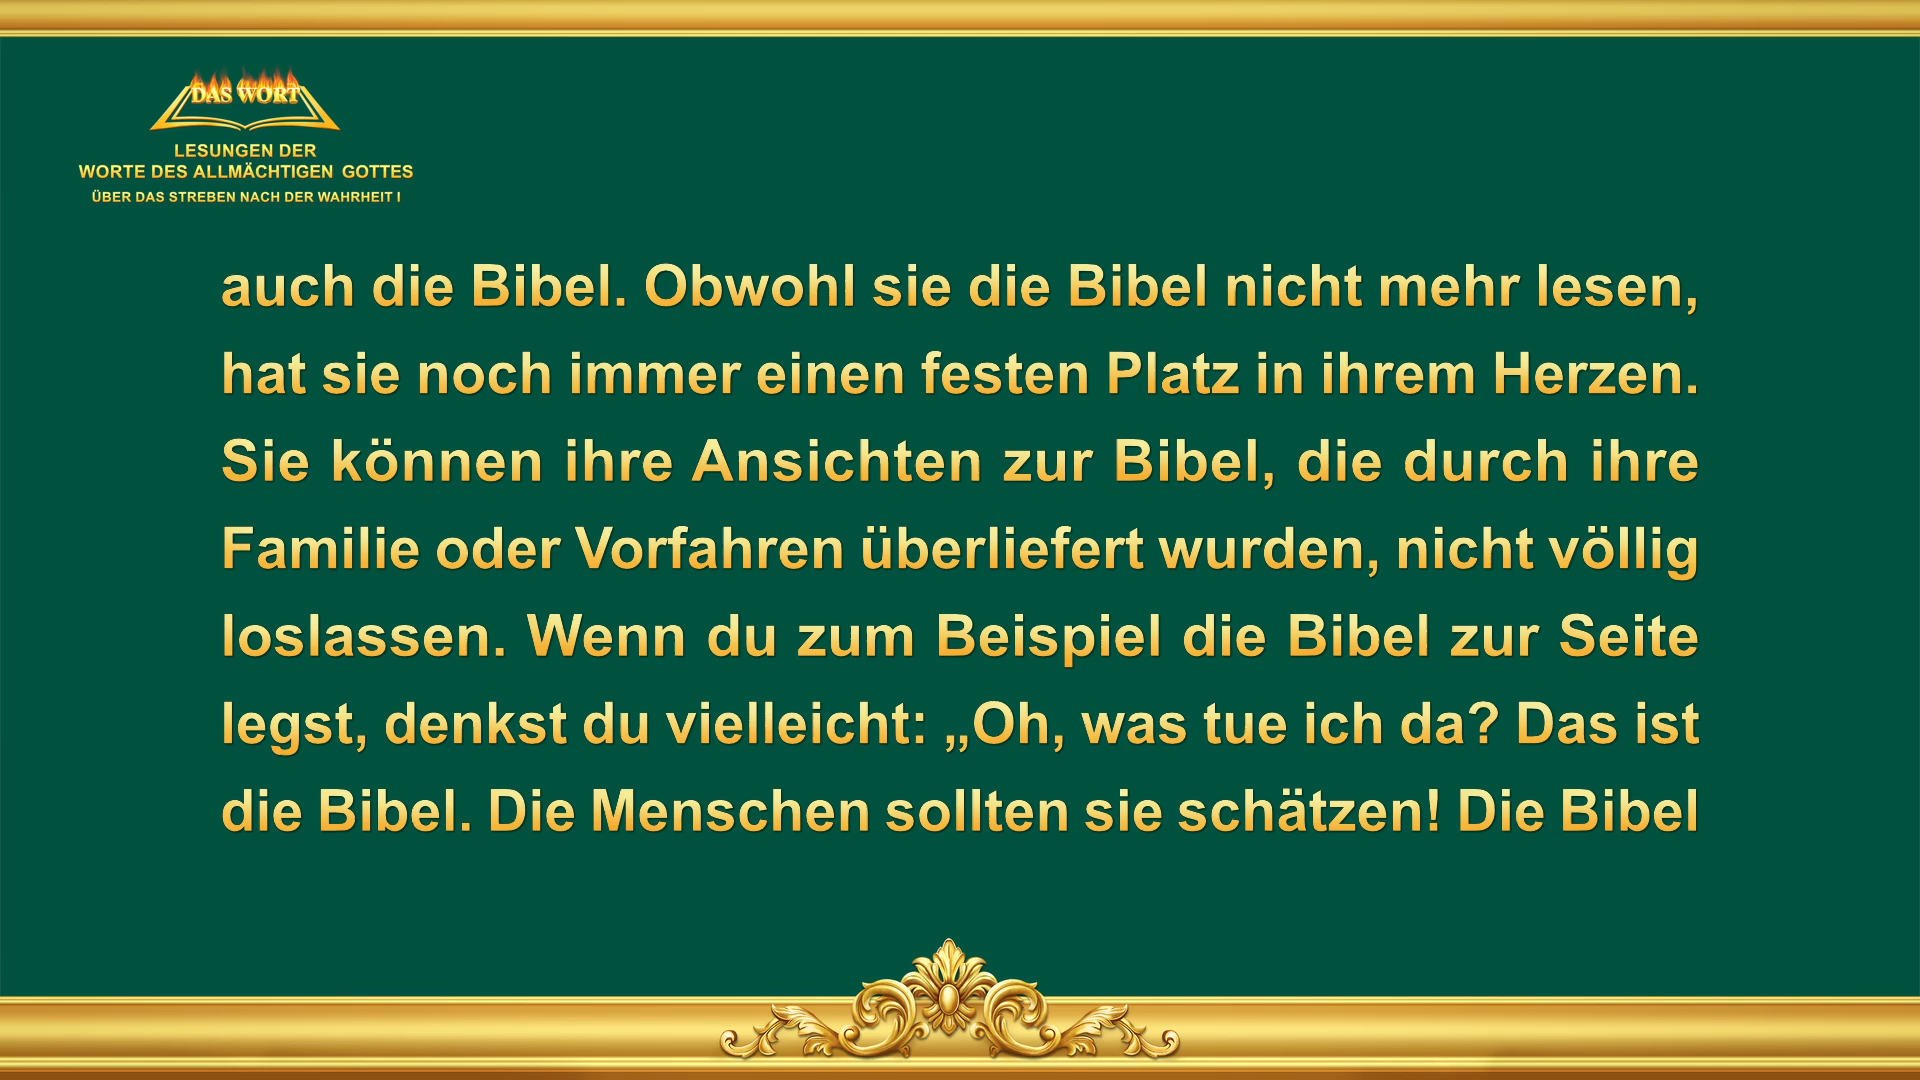 DAS WORT
LESUNGEN DER
WORTE DES ALLMÄCHTIGEN GOTTES
ÜBER DAS STREBEN NACH DER WAHRHEIT I
auch die Bibel. Obwohl sie die Bibel nicht mehr lesen,
hat sie noch immer einen festen Platz in ihrem Herzen.
Sie können ihre Ansichten zur Bibel, die durch ihre
Familie oder Vorfahren überliefert wurden, nicht völlig
loslassen. Wenn du zum Beispiel die Bibel zur Seite
legst, denkst du vielleicht: „Oh, was tue ich da? Das ist
die Bibel. Die Menschen sollten sie schätzen! Die Bibel